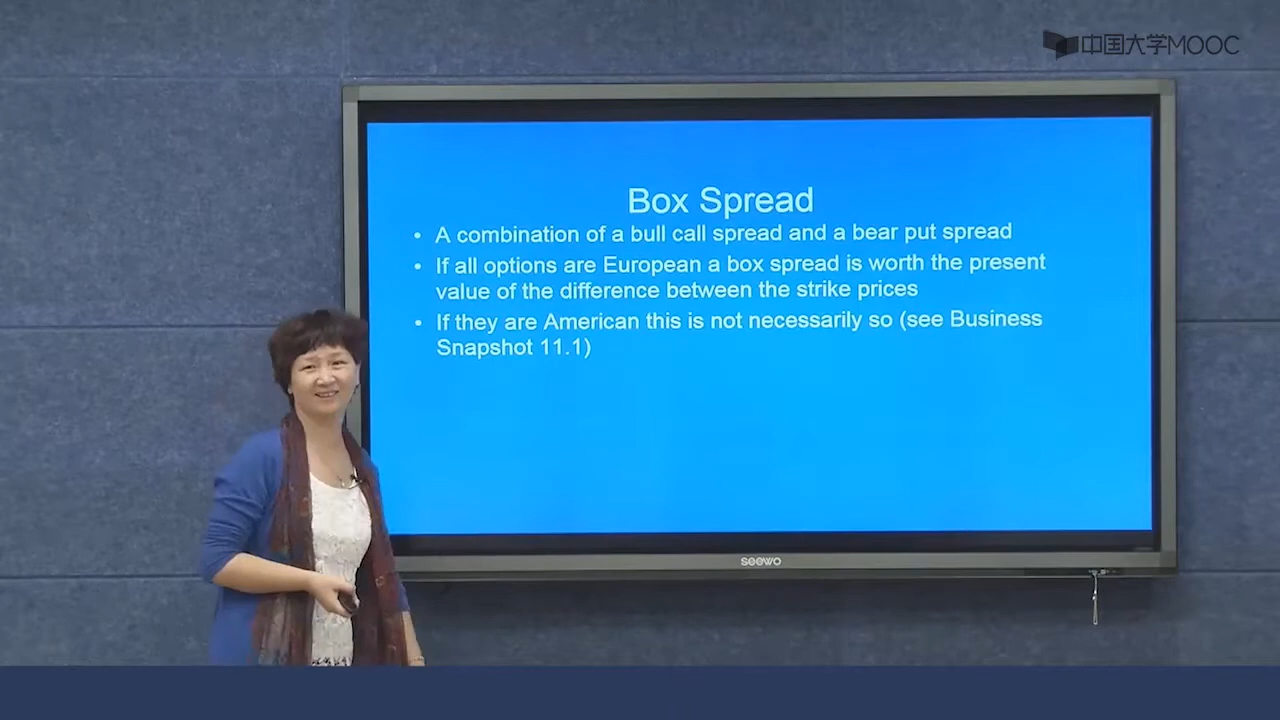 中国大学MOOC
Box Spread
• A combination of a bull call spread and a bear put spread
• If all options are European a box spread is worth the present
value of the difference between the strike prices
• If they are American this is not necessarily so (see Business
Snapshot 11.1)
seewo